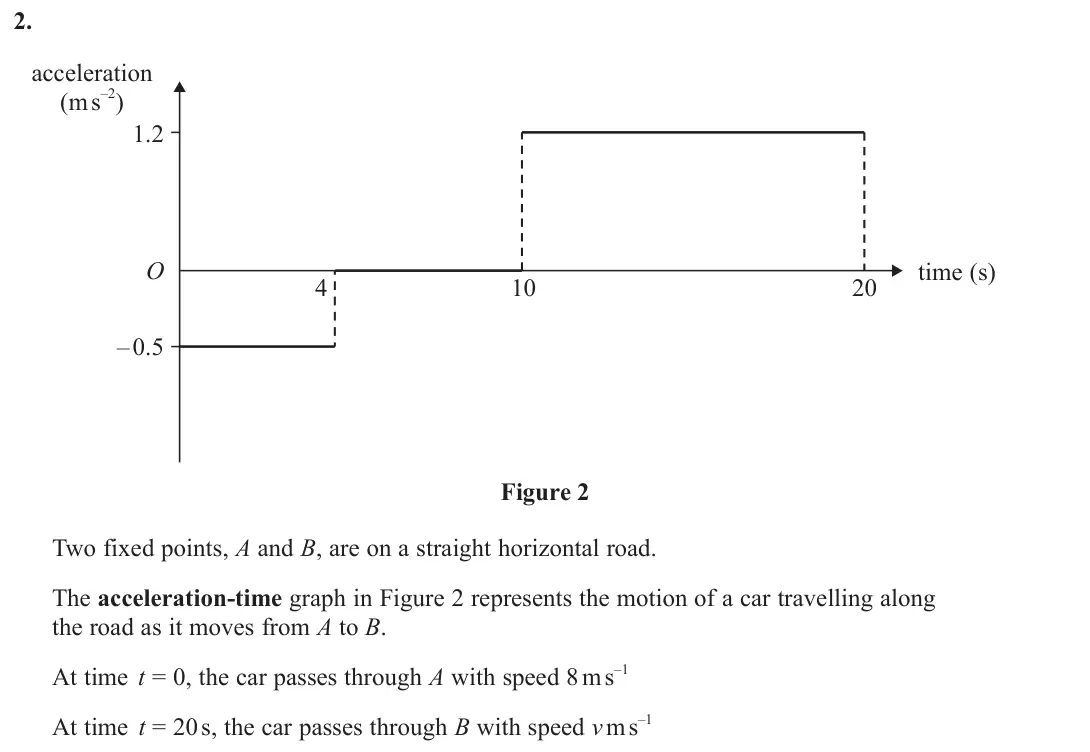 2.
acceleration
(m s⁻²)
1.2
O
4
10
20
time (s)
−0.5
Figure 2
Two fixed points, A and B, are on a straight horizontal road.
The acceleration-time graph in Figure 2 represents the motion of a car travelling along
the road as it moves from A to B.
At time t = 0, the car passes through A with speed 8 m s⁻¹
At time t = 20 s, the car passes through B with speed v m s⁻¹